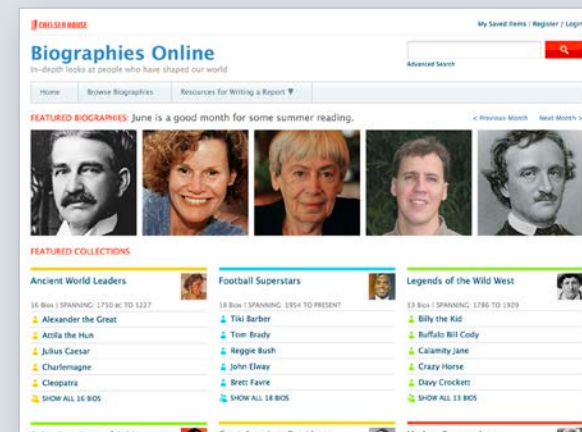 CHELSEA HOUSE
My Saved Items | Register / Login
Biographies Online
In-depth looks at people who have shaped our world
Advanced Search
Home Browse Biographies Resources for Writing a Report ▼
FEATURED BIOGRAPHIES: June is a good month for some summer reading.
< Previous Month Next Month >
FEATURED COLLECTIONS
Ancient World Leaders
16 Bios | SPANNING: 1750 BC TO 1227
Alexander the Great
Attila the Hun
Julius Caesar
Charlemagne
Cleopatra
SHOW ALL 16 BIOS
Football Superstars
18 Bios | SPANNING: 1954 TO PRESENT
Tiki Barber
Tom Brady
Reggie Bush
John Elway
Brett Favre
SHOW ALL 18 BIOS
Legends of the Wild West
13 Bios | SPANNING: 1786 TO 1929
Billy the Kid
Buffalo Bill Cody
Calamity Jane
Crazy Horse
Davy Crockett
SHOW ALL 13 BIOS